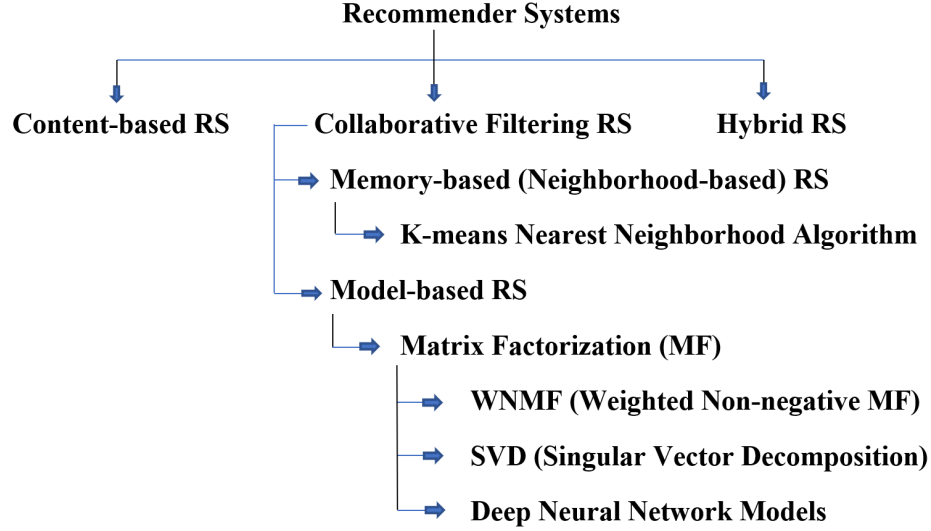 Recommender Systems
Content-based RS
Collaborative Filtering RS
Hybrid RS
Memory-based (Neighborhood-based) RS
K-means Nearest Neighborhood Algorithm
Model-based RS
Matrix Factorization (MF)
WNMF (Weighted Non-negative MF)
SVD (Singular Vector Decomposition)
Deep Neural Network Models